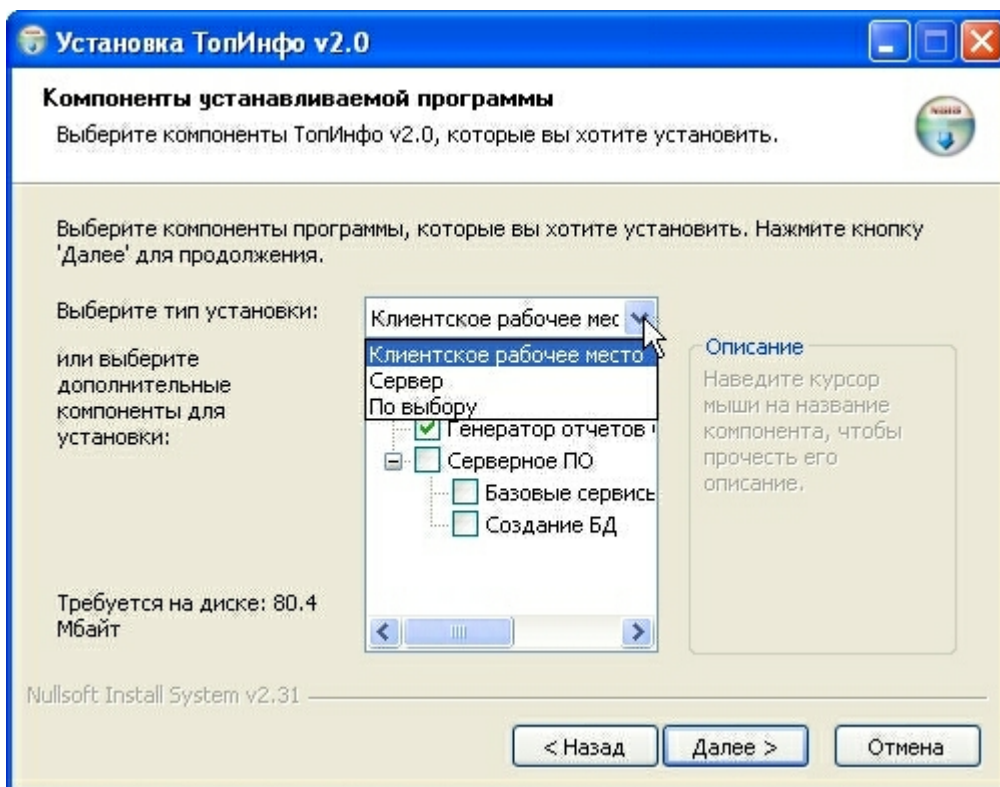 Установка ТопИнфо v2.0
Компоненты устанавливаемой программы
Выберите компоненты ТопИнфо v2.0, которые вы хотите установить.
Выберите компоненты программы, которые вы хотите установить. Нажмите кнопку
'Далее' для продолжения.
Выберите тип установки:
Клиентское рабочее мес
Клиентское рабочее место
Сервер
По выбору
или выберите
дополнительные
компоненты для
установки:
Генератор отчетов
Серверное ПО
Базовые сервисы
Создание БД
Описание
Наведите курсор
мыши на название
компонента, чтобы
прочесть его
описание.
Требуется на диске: 80.4
Мбайт
Nullsoft Install System v2.31
< Назад
Далее >
Отмена